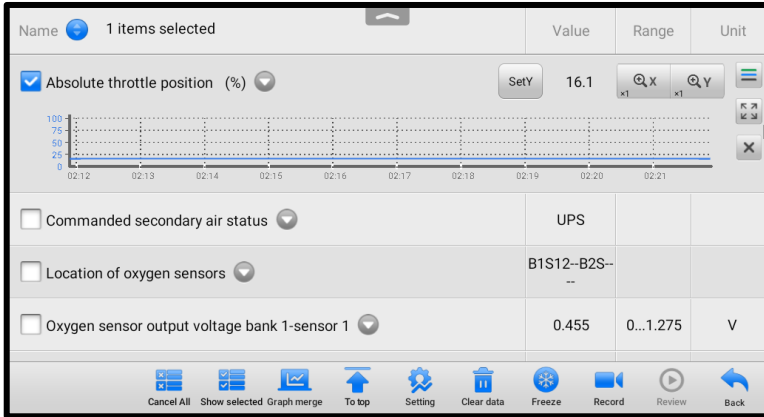 Name 1 items selected Value Range Unit
Absolute throttle position (%) SetY 16.1 ×1 X ×1 Y
100
75
50
25
0
02:12 02:13 02:14 02:15 02:16 02:17 02:18 02:19 02:20 02:21
Commanded secondary air status UPS
Location of oxygen sensors B1S12--B2S--
--
Oxygen sensor output voltage bank 1-sensor 1 0.455 0...1.275 V
Cancel All Show selected Graph merge To top Setting Clear data Freeze Record Review Back